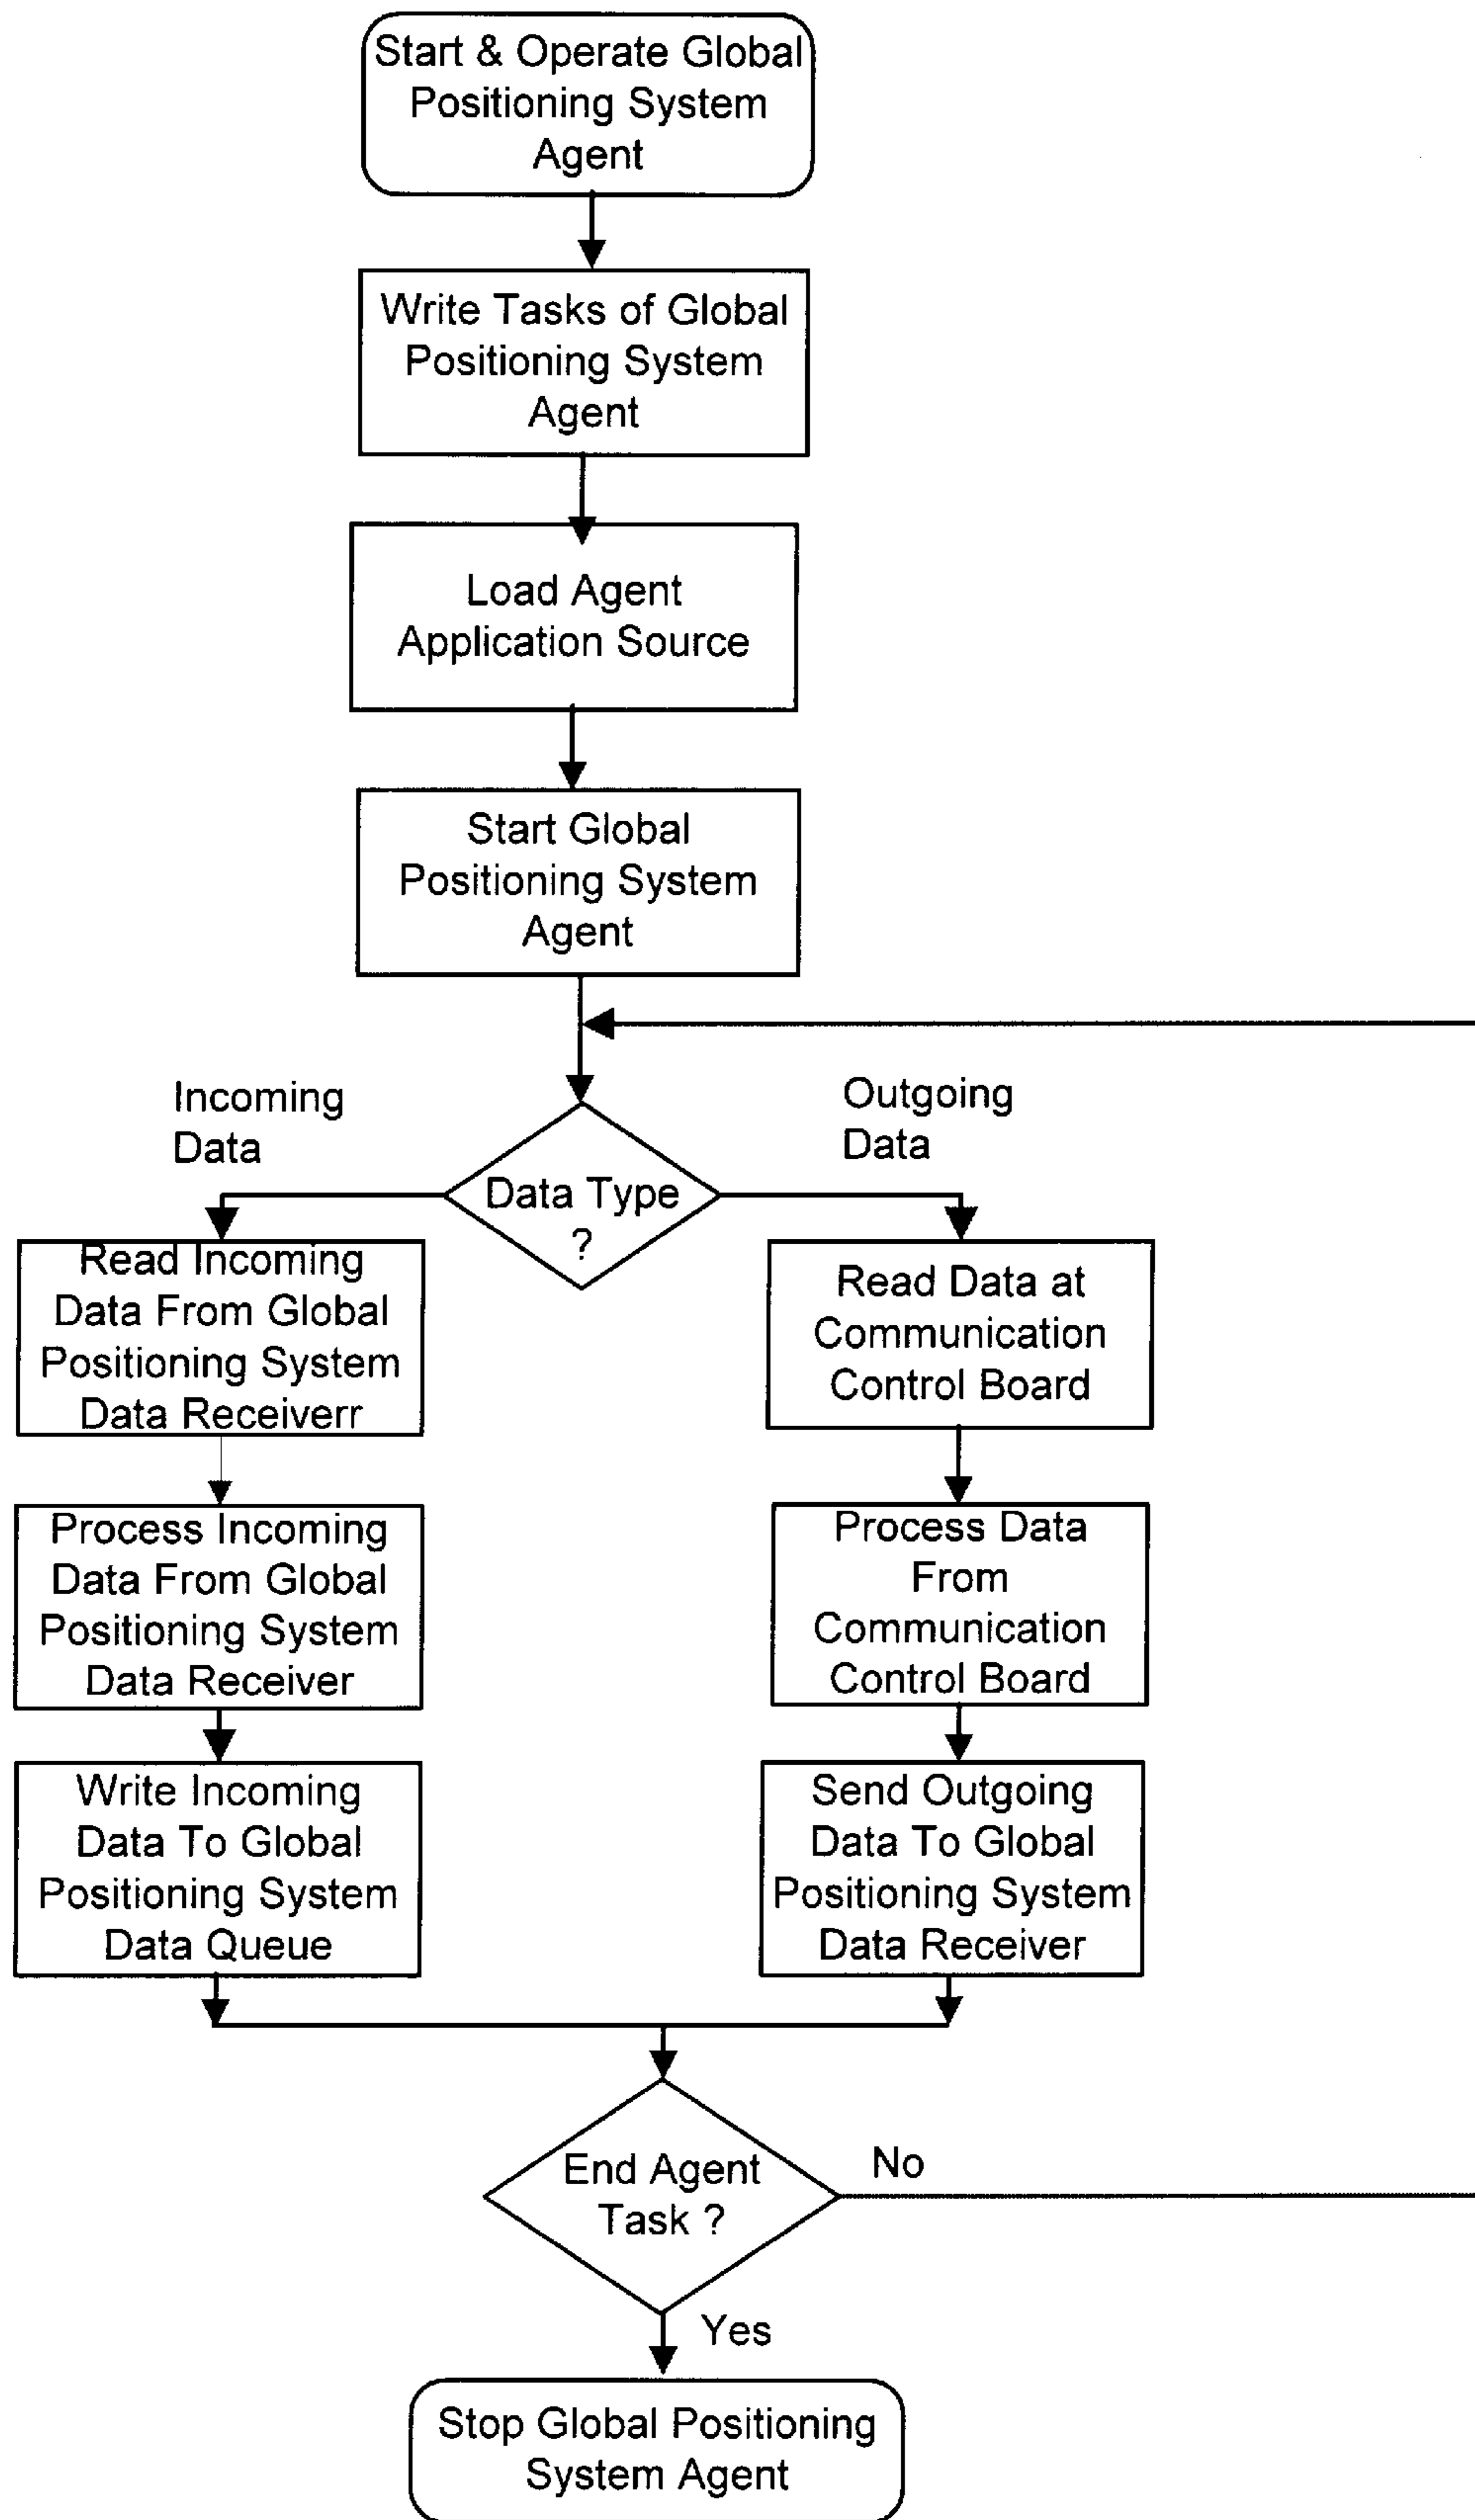 Start & Operate Global
Positioning System
Agent
Write Tasks of Global
Positioning System
Agent
Load Agent
Application Source
Start Global
Positioning System
Agent
Incoming
Data
Outgoing
Data
Data Type
?
Read Incoming
Data From Global
Positioning System
Data Receiverr
Read Data at
Communication
Control Board
Process Incoming
Data From Global
Positioning System
Data Receiver
Process Data
From
Communication
Control Board
Write Incoming
Data To Global
Positioning System
Data Queue
Send Outgoing
Data To Global
Positioning System
Data Receiver
End Agent
Task ?
No
Yes
Stop Global Positioning
System Agent